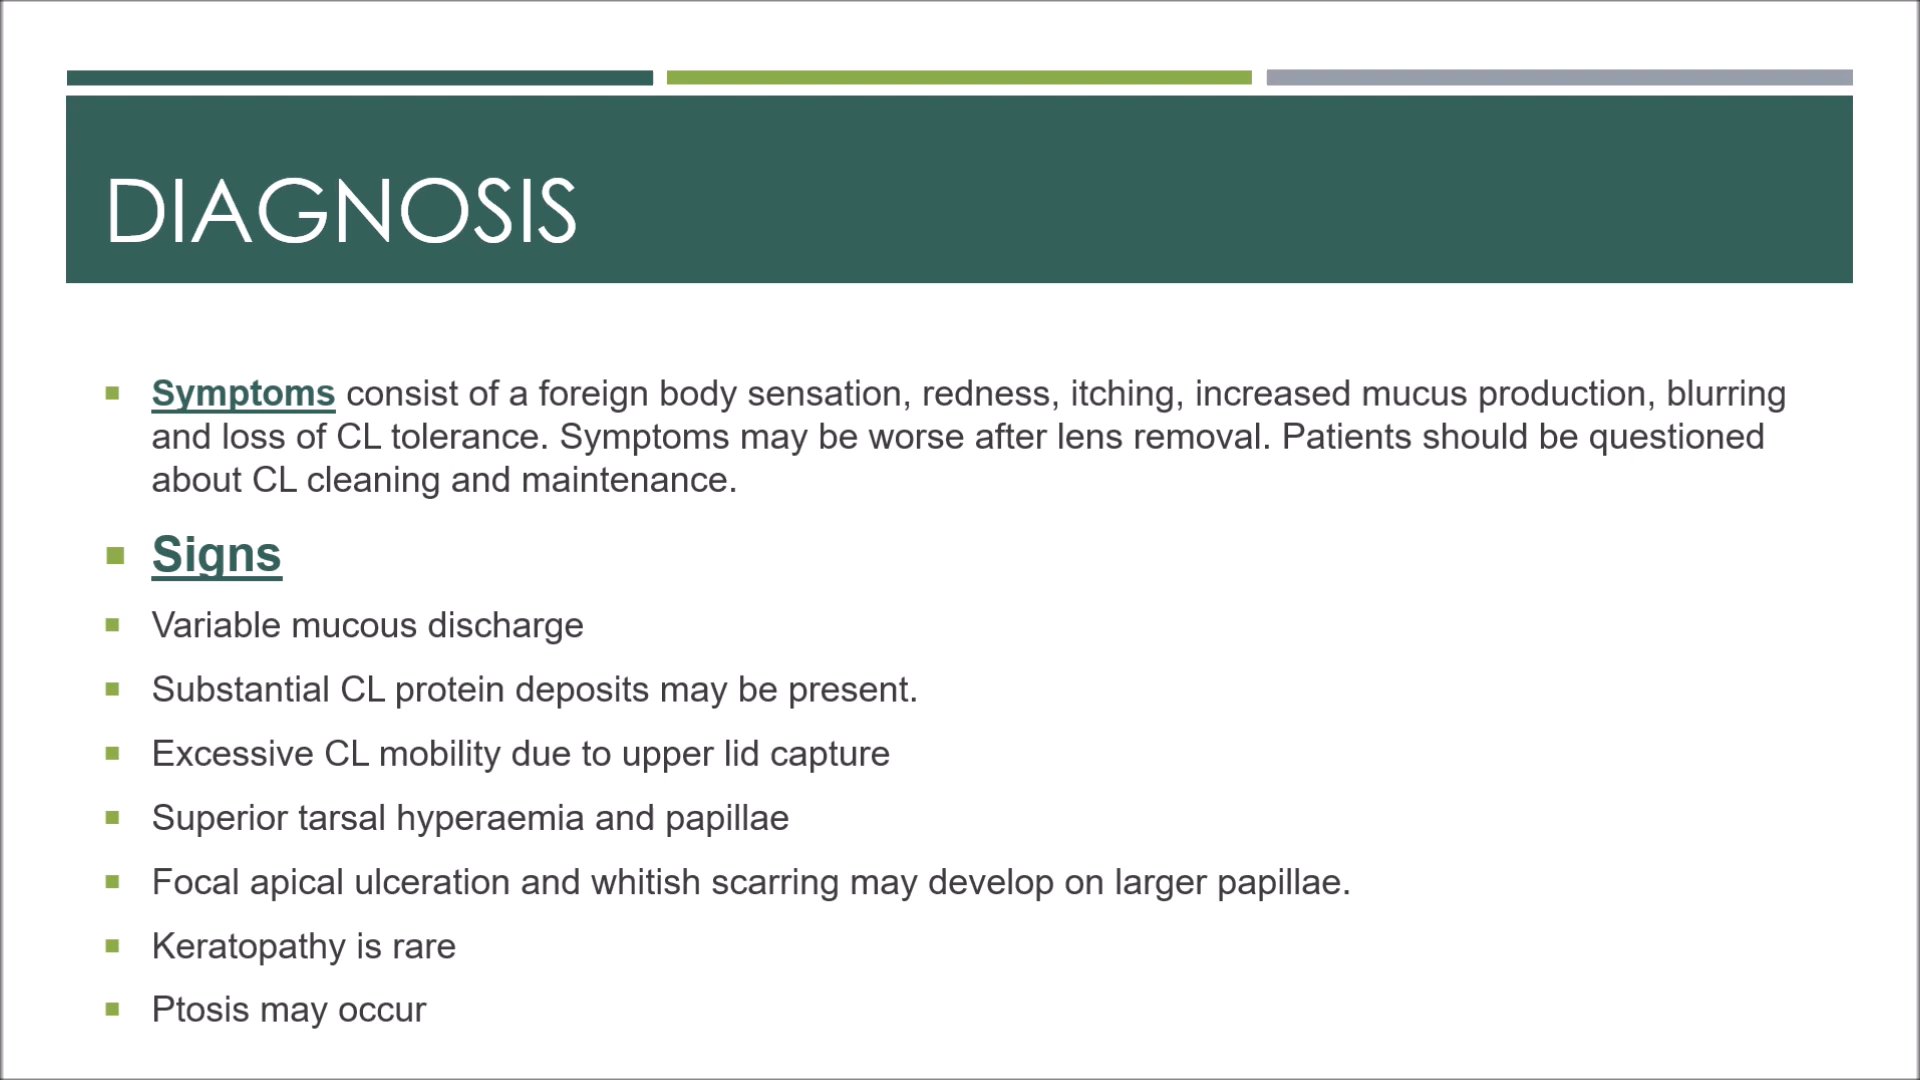 DIAGNOSIS
Symptoms consist of a foreign body sensation, redness, itching, increased mucus production, blurring
and loss of CL tolerance. Symptoms may be worse after lens removal. Patients should be questioned
about CL cleaning and maintenance.
Signs
Variable mucous discharge
Substantial CL protein deposits may be present.
Excessive CL mobility due to upper lid capture
Superior tarsal hyperaemia and papillae
Focal apical ulceration and whitish scarring may develop on larger papillae.
Keratopathy is rare
Ptosis may occur